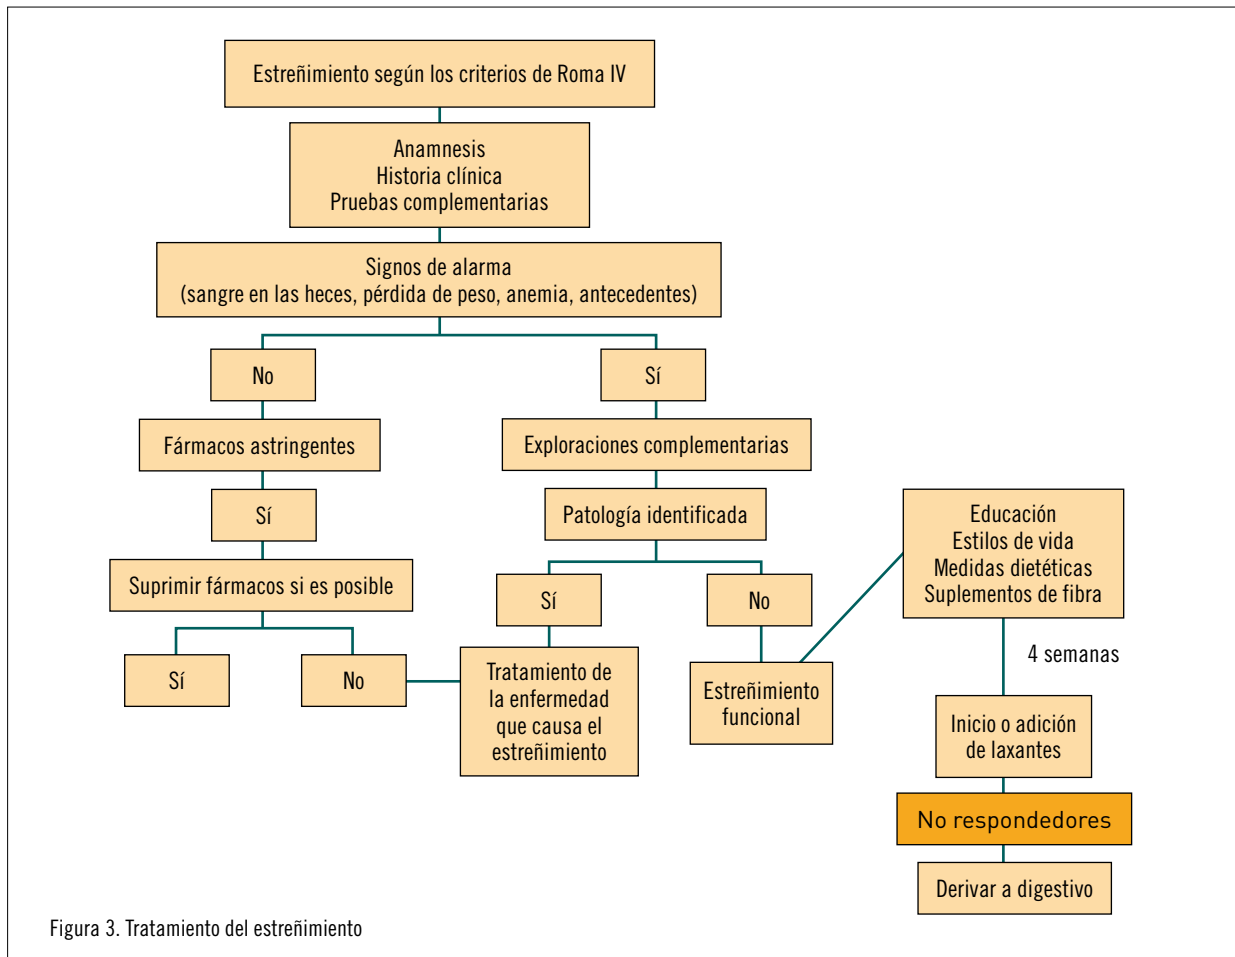 Estreñimiento según los criterios de Roma IV
Anamnesis
Historia clínica
Pruebas complementarias
Signos de alarma
(sangre en las heces, pérdida de peso, anemia, antecedentes)
No
Sí
Fármacos astringentes
Exploraciones complementarias
Sí
Patología identificada
Educación
Estilos de vida
Medidas dietéticas
Suplementos de fibra
Suprimir fármacos si es posible
Sí
No
4 semanas
Sí
No
Tratamiento de
la enfermedad
que causa el
estreñimiento
Estreñimiento
funcional
Inicio o adición
de laxantes
No respondedores
Derivar a digestivo
Figura 3. Tratamiento del estreñimiento